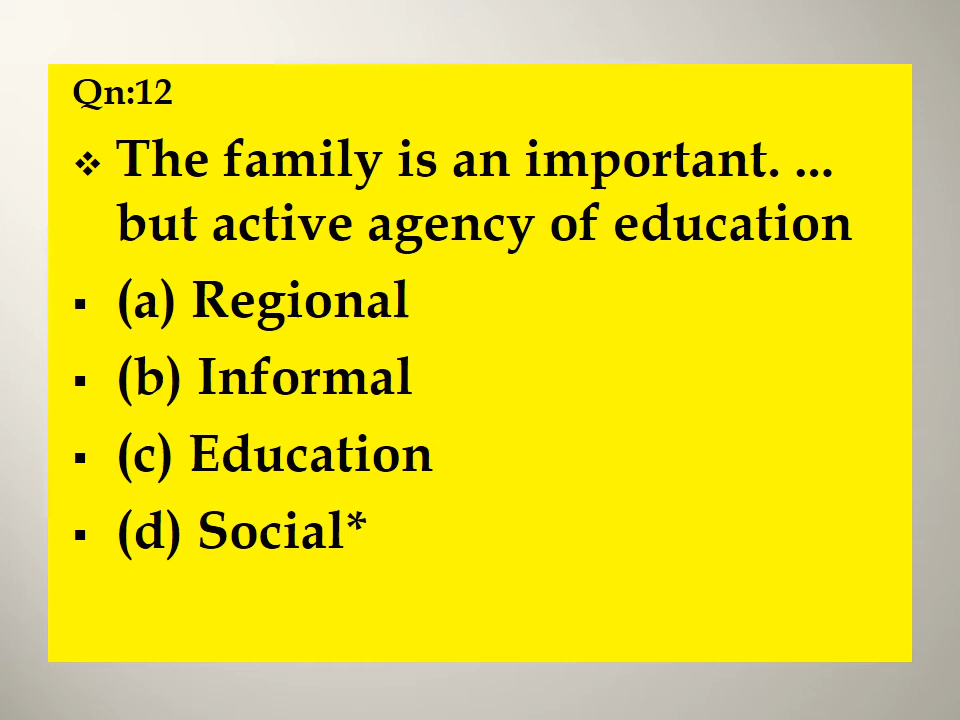 Qn:12
❖ The family is an important. ...
but active agency of education
▪ (a) Regional
▪ (b) Informal
▪ (c) Education
▪ (d) Social*